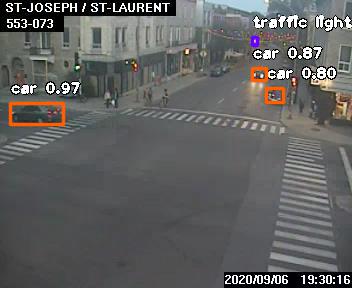 ST-JOSEPH / ST-LAURENT
553-073
traffic light
car 0.87
car 0.80
car 0.97
2020/09/06 19:30:16